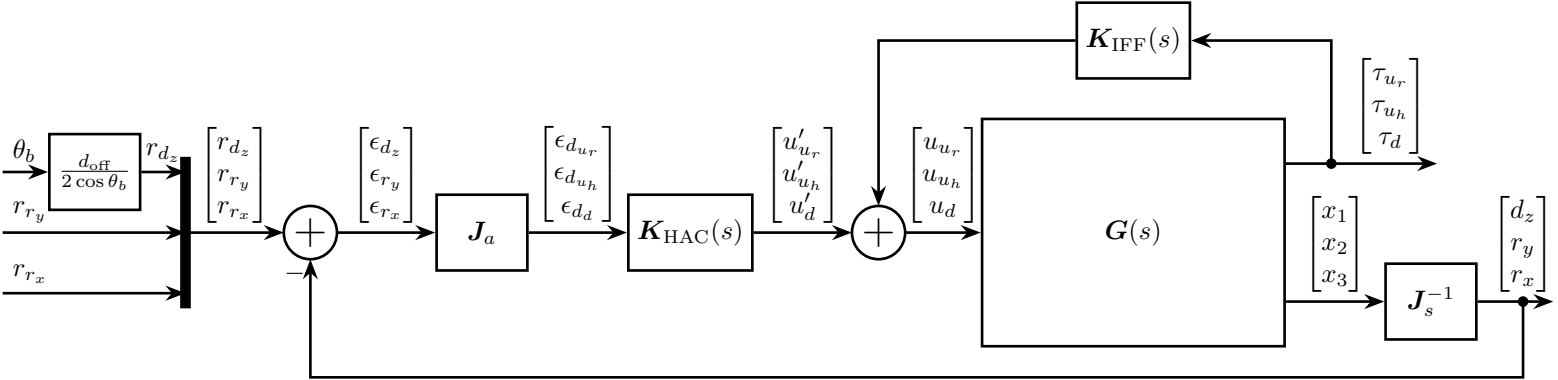 θ_b
d_off / 2 cos θ_b
r_{d_z}
r_{r_y}
r_{r_x}
[r_{d_z} r_{r_y} r_{r_x}]
+
−
[ϵ_{d_z} ϵ_{r_y} ϵ_{r_x}]
J_a
[ϵ_{d_{u_r}} ϵ_{d_{u_h}} ϵ_{d_d}]
K_HAC(s)
[u′_{u_r} u′_{u_h} u′_d]
+
[u_{u_r} u_{u_h} u_d]
G(s)
K_IFF(s)
[τ_{u_r} τ_{u_h} τ_d]
[x_1 x_2 x_3]
J_s^{−1}
[d_z r_y r_x]